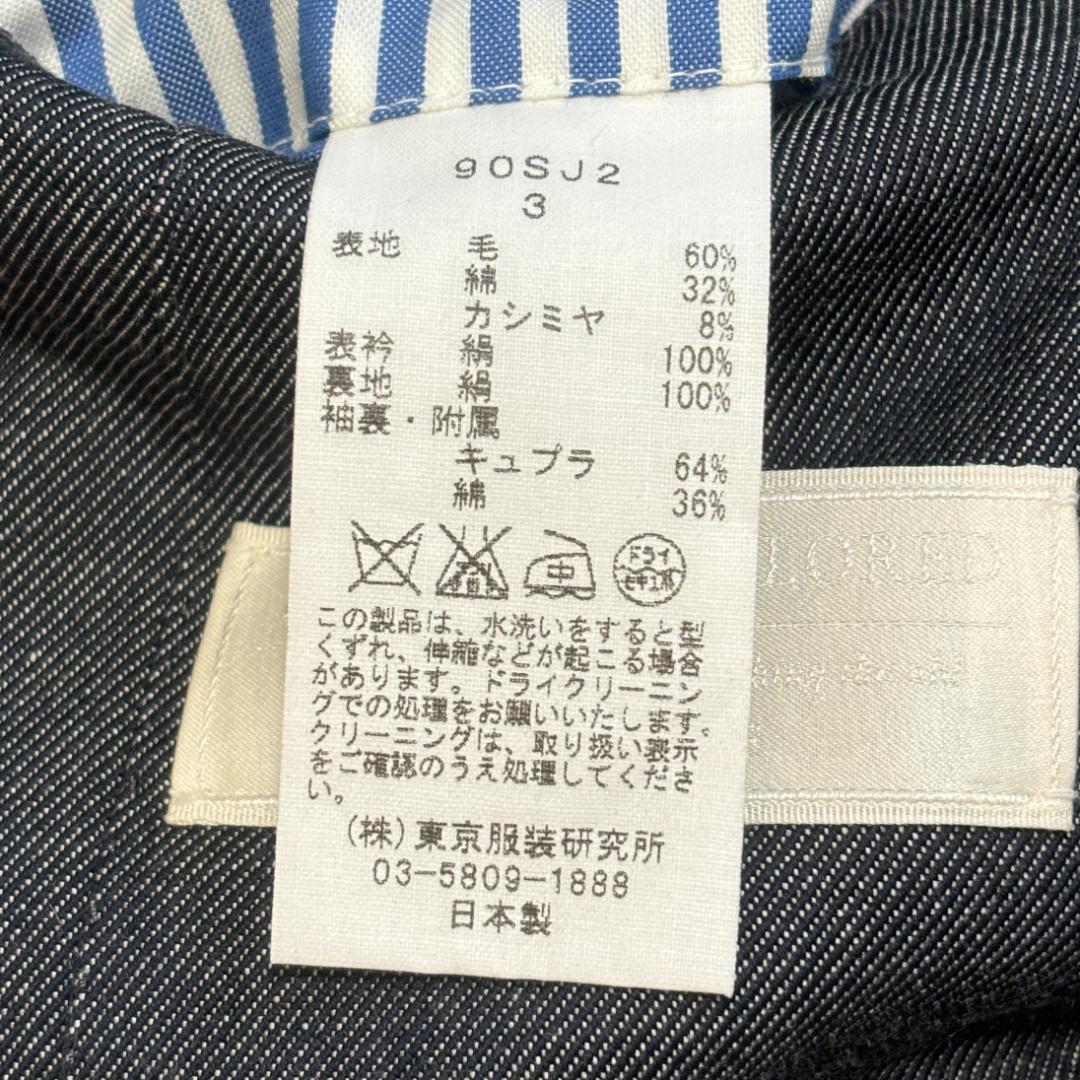 90SJ2
3
表地 毛 60%
綿 32%
カシミヤ 8%
表衿 絹 100%
裏地 絹 100%
袖裏・附属
キュプラ 64%
綿 36%
中 ドライ
この製品は、水洗いをすると型
くずれ、伸縮などが起こる場合
があります。ドライクリーニン
グでの処理をお願いいたします。
クリーニングは、取り扱い表示
をご確認のうえ処理してくださ
い。
(株)東京服装研究所
03-5809-1888
日本製